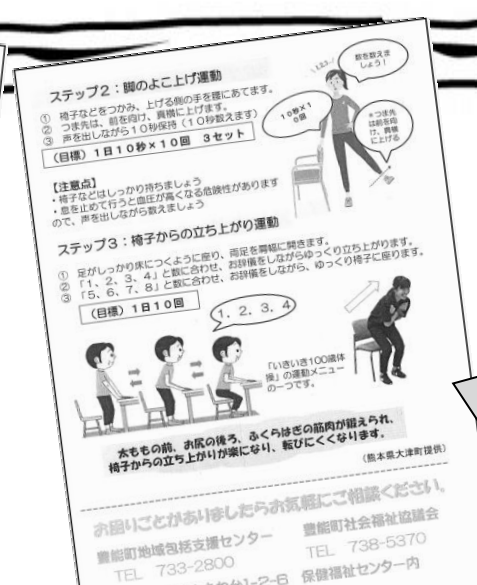 ステップ2：脚のよこ上げ運動
① 椅子などをつかみ、上げる側の手を腰にあてます。
② つま先は、前を向け、真横に上げます。
③ 声を出しながら10秒保持（10秒数えます）
（目標）1日10秒×10回 3セット
1,2,3…
数を数えましょう！
10秒×10回
＊つま先は前を向け、真横に上げる
【注意点】
・椅子などはしっかり持ちましょう
・息を止めて行うと血圧が高くなる危険性があります
ので、声を出しながら数えましょう
ステップ3：椅子からの立ち上がり運動
① 足がしっかり床につくように座り、両足を肩幅に開きます。
② 「1、2、3、4」と数に合わせ、お辞儀をしながらゆっくり立ち上がります。
③ 「5、6、7、8」と数に合わせ、お辞儀をしながら、ゆっくり椅子に座ります。
（目標）1日10回
1，2，3，4
「いきいき100歳体
操」の運動メニュー
の一つです。
太ももの前、お尻の後ろ、ふくらはぎの筋肉が鍛えられ、
椅子からの立ち上がりが楽になり、転びにくくなります。
（熊本県大津町提供）
お困りごとがありましたらお気軽にご相談ください。
豊能町地域包括支援センター
TEL 733-2800
豊能町社会福祉協議会
TEL 738-5370
台1-2-6 保健福祉センター内